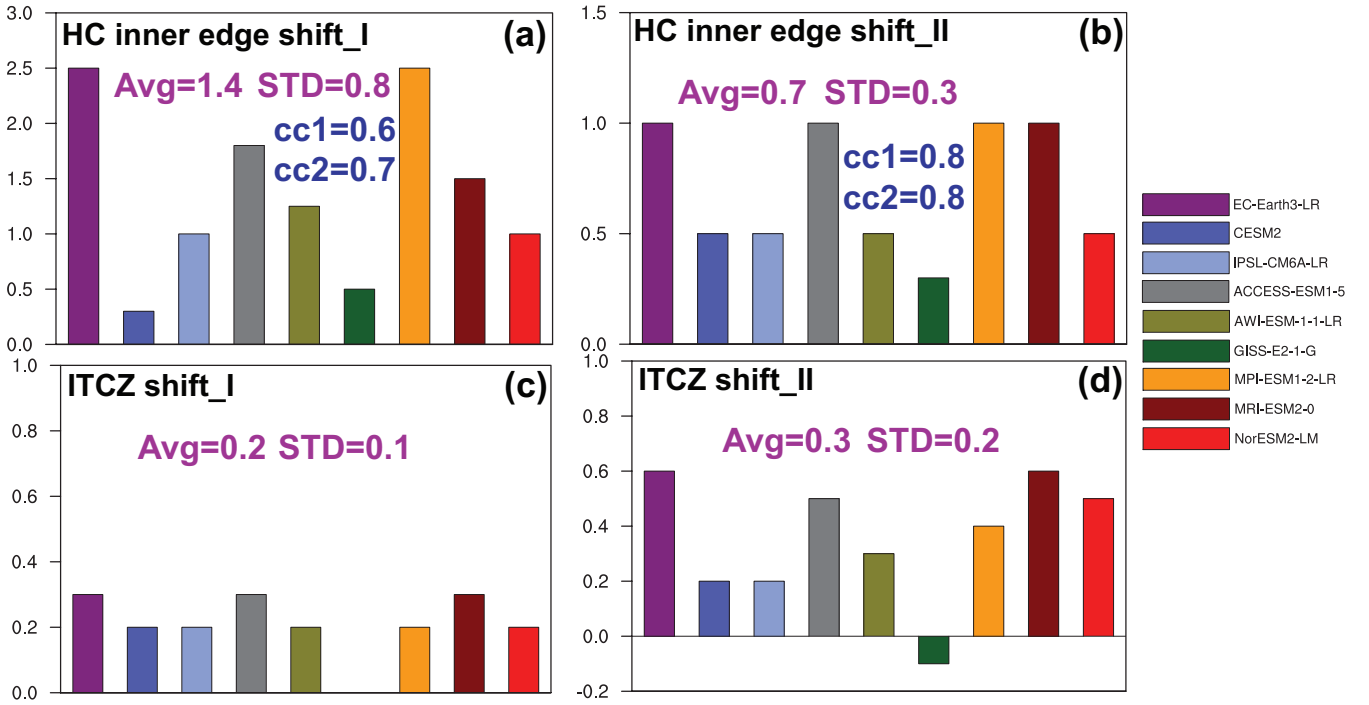 HC inner edge shift_I (a)
Avg=1.4 STD=0.8
cc1=0.6
cc2=0.7
3.0
2.5
2.0
1.5
1.0
0.5
0.0
HC inner edge shift_II (b)
Avg=0.7 STD=0.3
cc1=0.8
cc2=0.8
1.5
1.0
0.5
0.0
ITCZ shift_I (c)
Avg=0.2 STD=0.1
1.0
0.8
0.6
0.4
0.2
0.0
ITCZ shift_II (d)
Avg=0.3 STD=0.2
1.0
0.8
0.6
0.4
0.2
0.0
-0.2
EC-Earth3-LR
CESM2
IPSL-CM6A-LR
ACCESS-ESM1-5
AWI-ESM-1-1-LR
GISS-E2-1-G
MPI-ESM1-2-LR
MRI-ESM2-0
NorESM2-LM